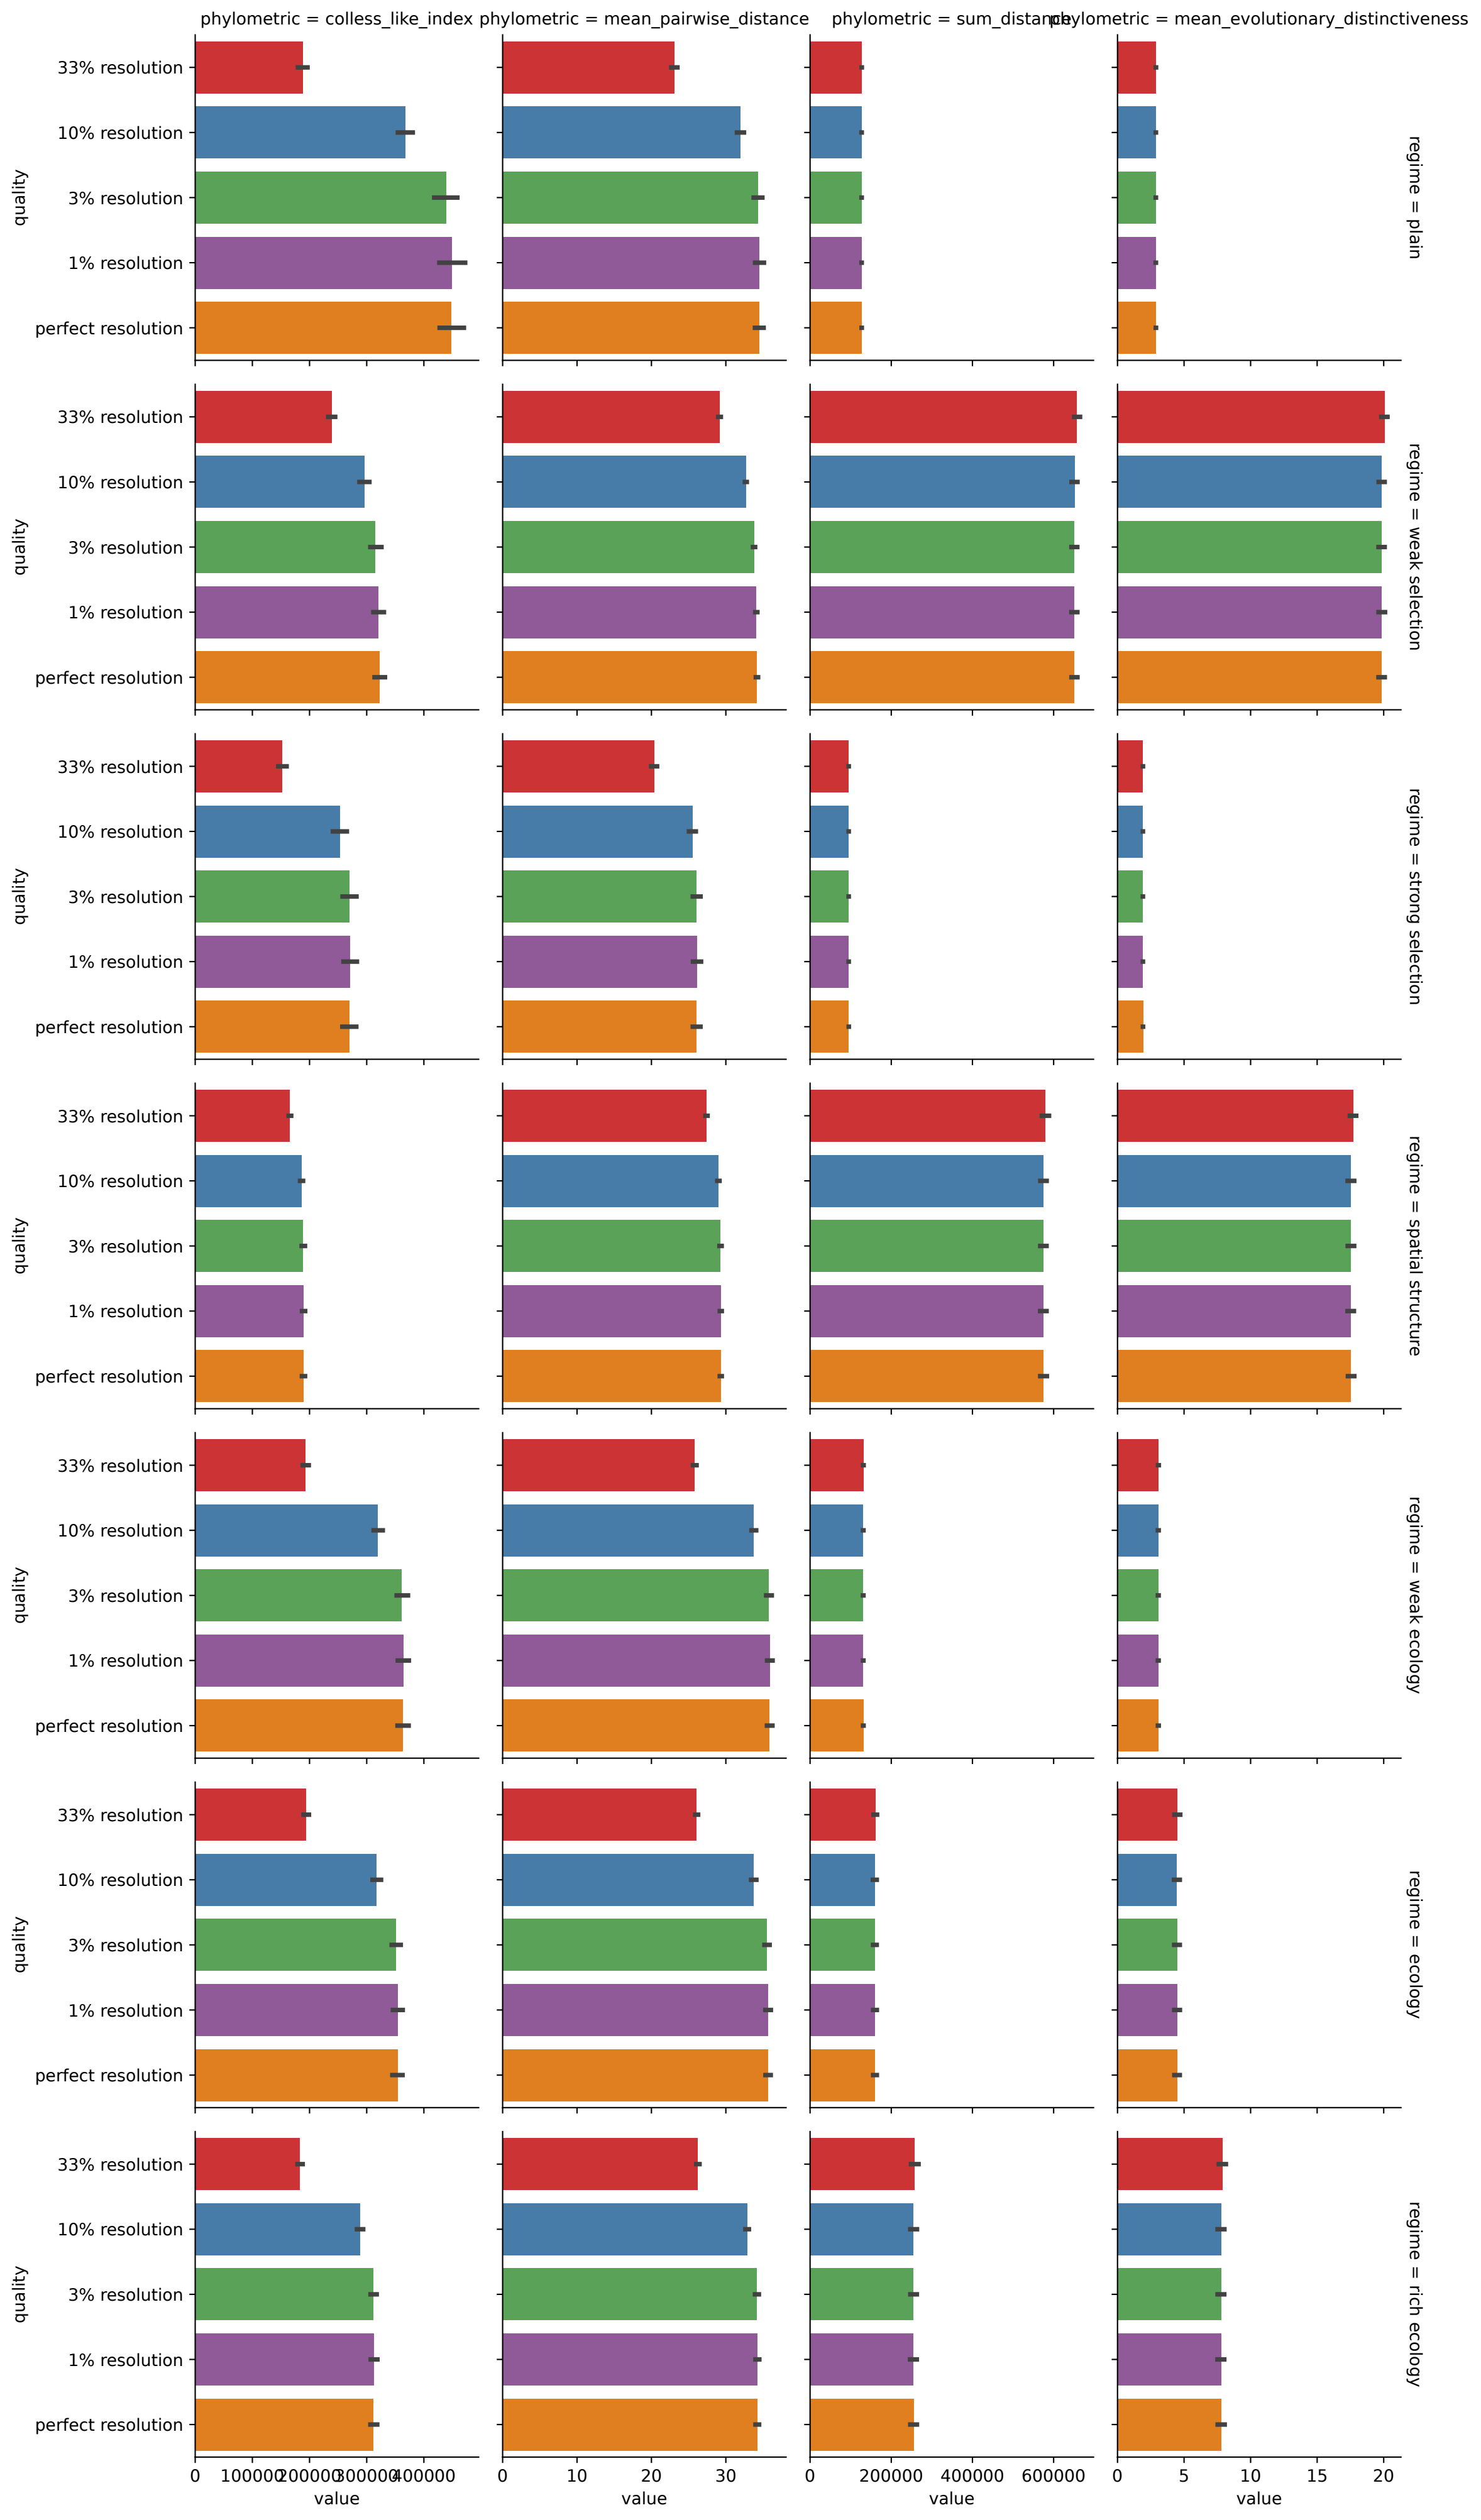 phylometric = colless_like_index phylometric = mean_pairwise_distance phylometric = sum_distance phylometric = mean_evolutionary_distinctiveness
33% resolution
10% resolution
3% resolution
1% resolution
perfect resolution
quality
regime = plain
33% resolution
10% resolution
3% resolution
1% resolution
perfect resolution
quality
regime = weak selection
33% resolution
10% resolution
3% resolution
1% resolution
perfect resolution
quality
regime = strong selection
33% resolution
10% resolution
3% resolution
1% resolution
perfect resolution
quality
regime = spatial structure
33% resolution
10% resolution
3% resolution
1% resolution
perfect resolution
quality
regime = weak ecology
33% resolution
10% resolution
3% resolution
1% resolution
perfect resolution
quality
regime = ecology
33% resolution
10% resolution
3% resolution
1% resolution
perfect resolution
quality
regime = rich ecology
0 100000 200000 300000 400000 0 10 20 30 0 200000 400000 600000 0 5 10 15 20
value value value value